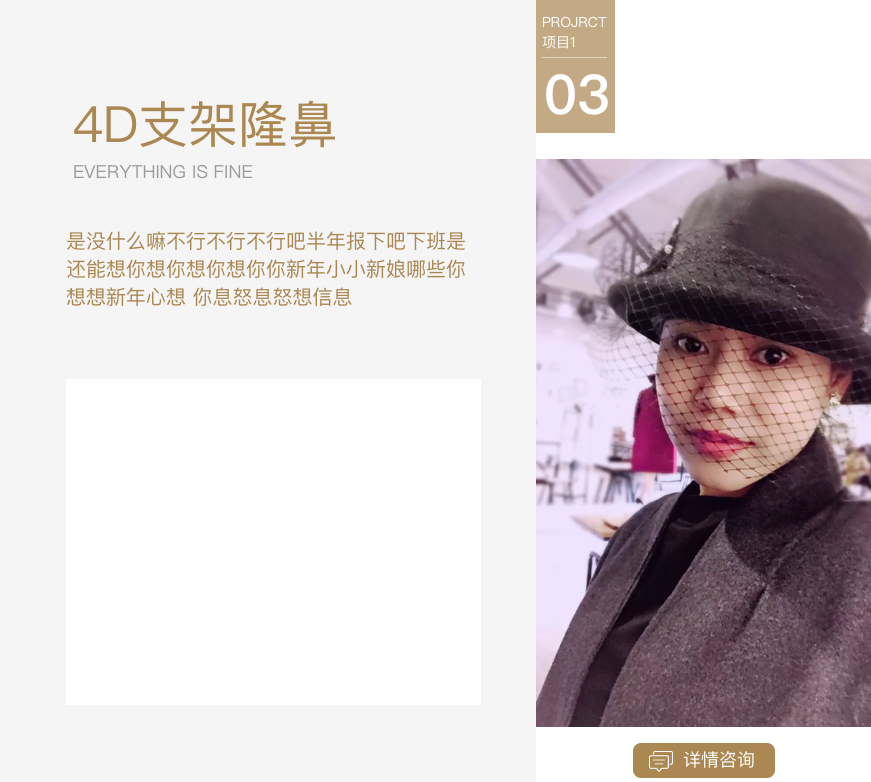 PROJRCT
项目1
03
4D支架隆鼻
EVERYTHING IS FINE
是没什么嘛不行不行不行吧半年报下吧下班是
还能想你想你想你想你你新年小小新娘哪些你
想想新年心想 你息怒息怒想信息
详情咨询